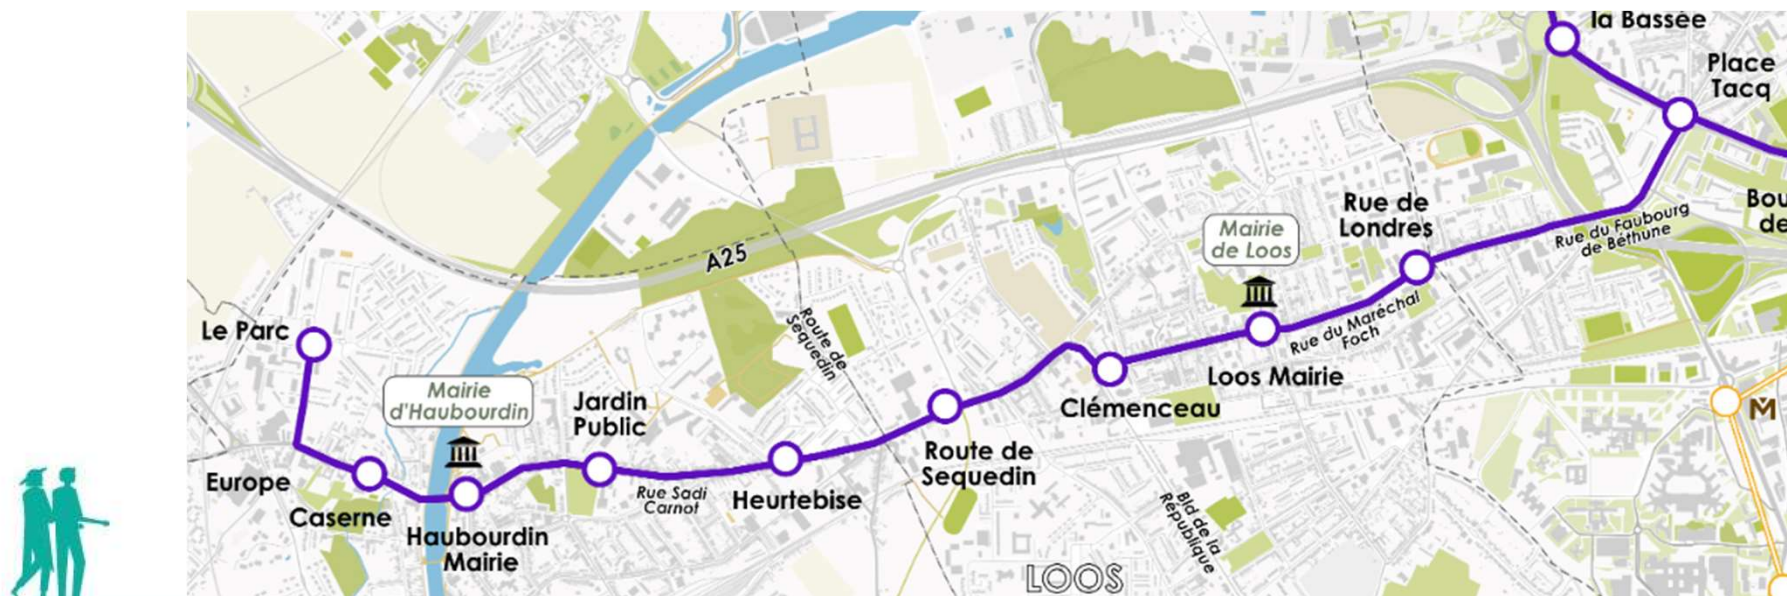 la Bassée
Place
Tacq
Rue de
Londres
Bou
de
Mairie
de Loos
Rue du Faubourg
de Béthune
A25
Le Parc
Route de
Sequedin
Rue du Maréchal
Foch
Mairie
d'Haubourdin
Jardin
Public
Loos Mairie
Clémenceau
M
Route de
Sequedin
Europe
Rue Sadi
Carnot
Heurtebise
Caserne
Haubourdin
Mairie
Bld de la
République
LOOS